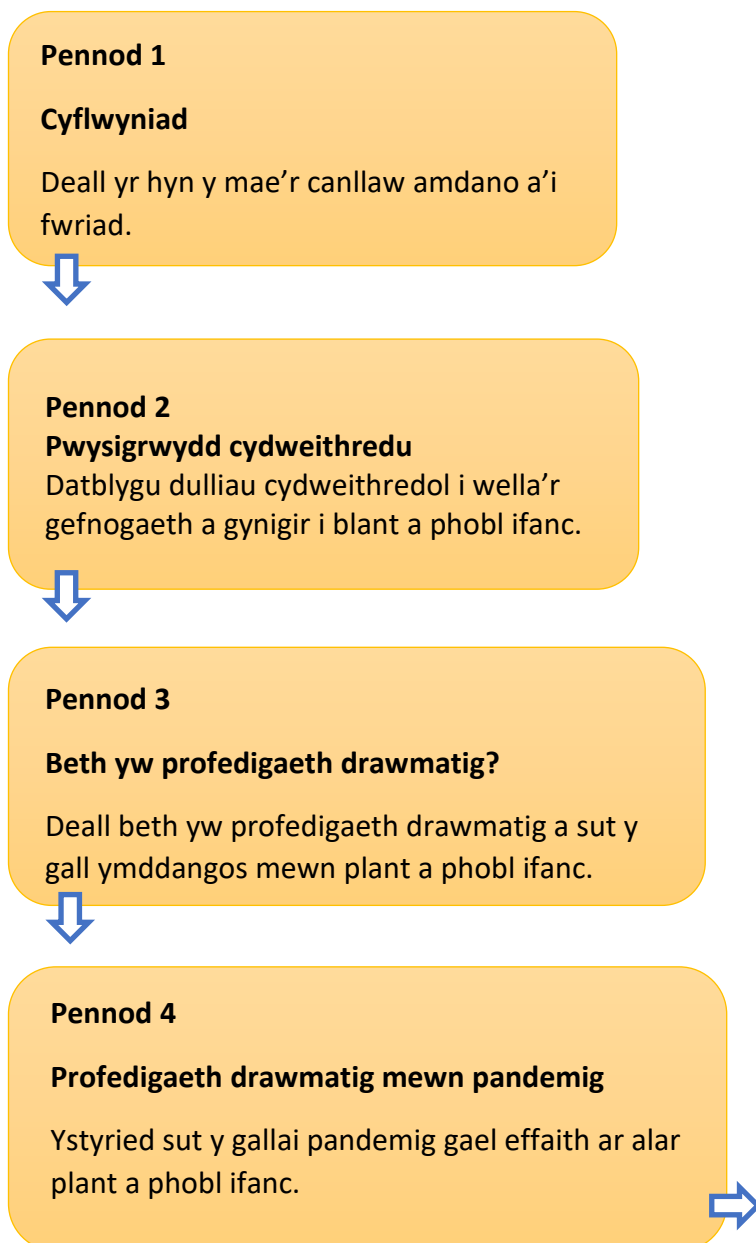 Pennod 1
Cyflwyniad
Deall yr hyn y mae’r canllaw amdano a’i
fwriad.
Pennod 2
Pwysigrwydd cydweithredu
Datblygu dulliau cydweithredol i wella’r
gefnogaeth a gynigir i blant a phobl ifanc.
Pennod 3
Beth yw profedigaeth drawmatig?
Deall beth yw profedigaeth drawmatig a sut y
gall ymddangos mewn plant a phobl ifanc.
Pennod 4
Profedigaeth drawmatig mewn pandemig
Ystyried sut y gallai pandemig gael effaith ar alar
plant a phobl ifanc.